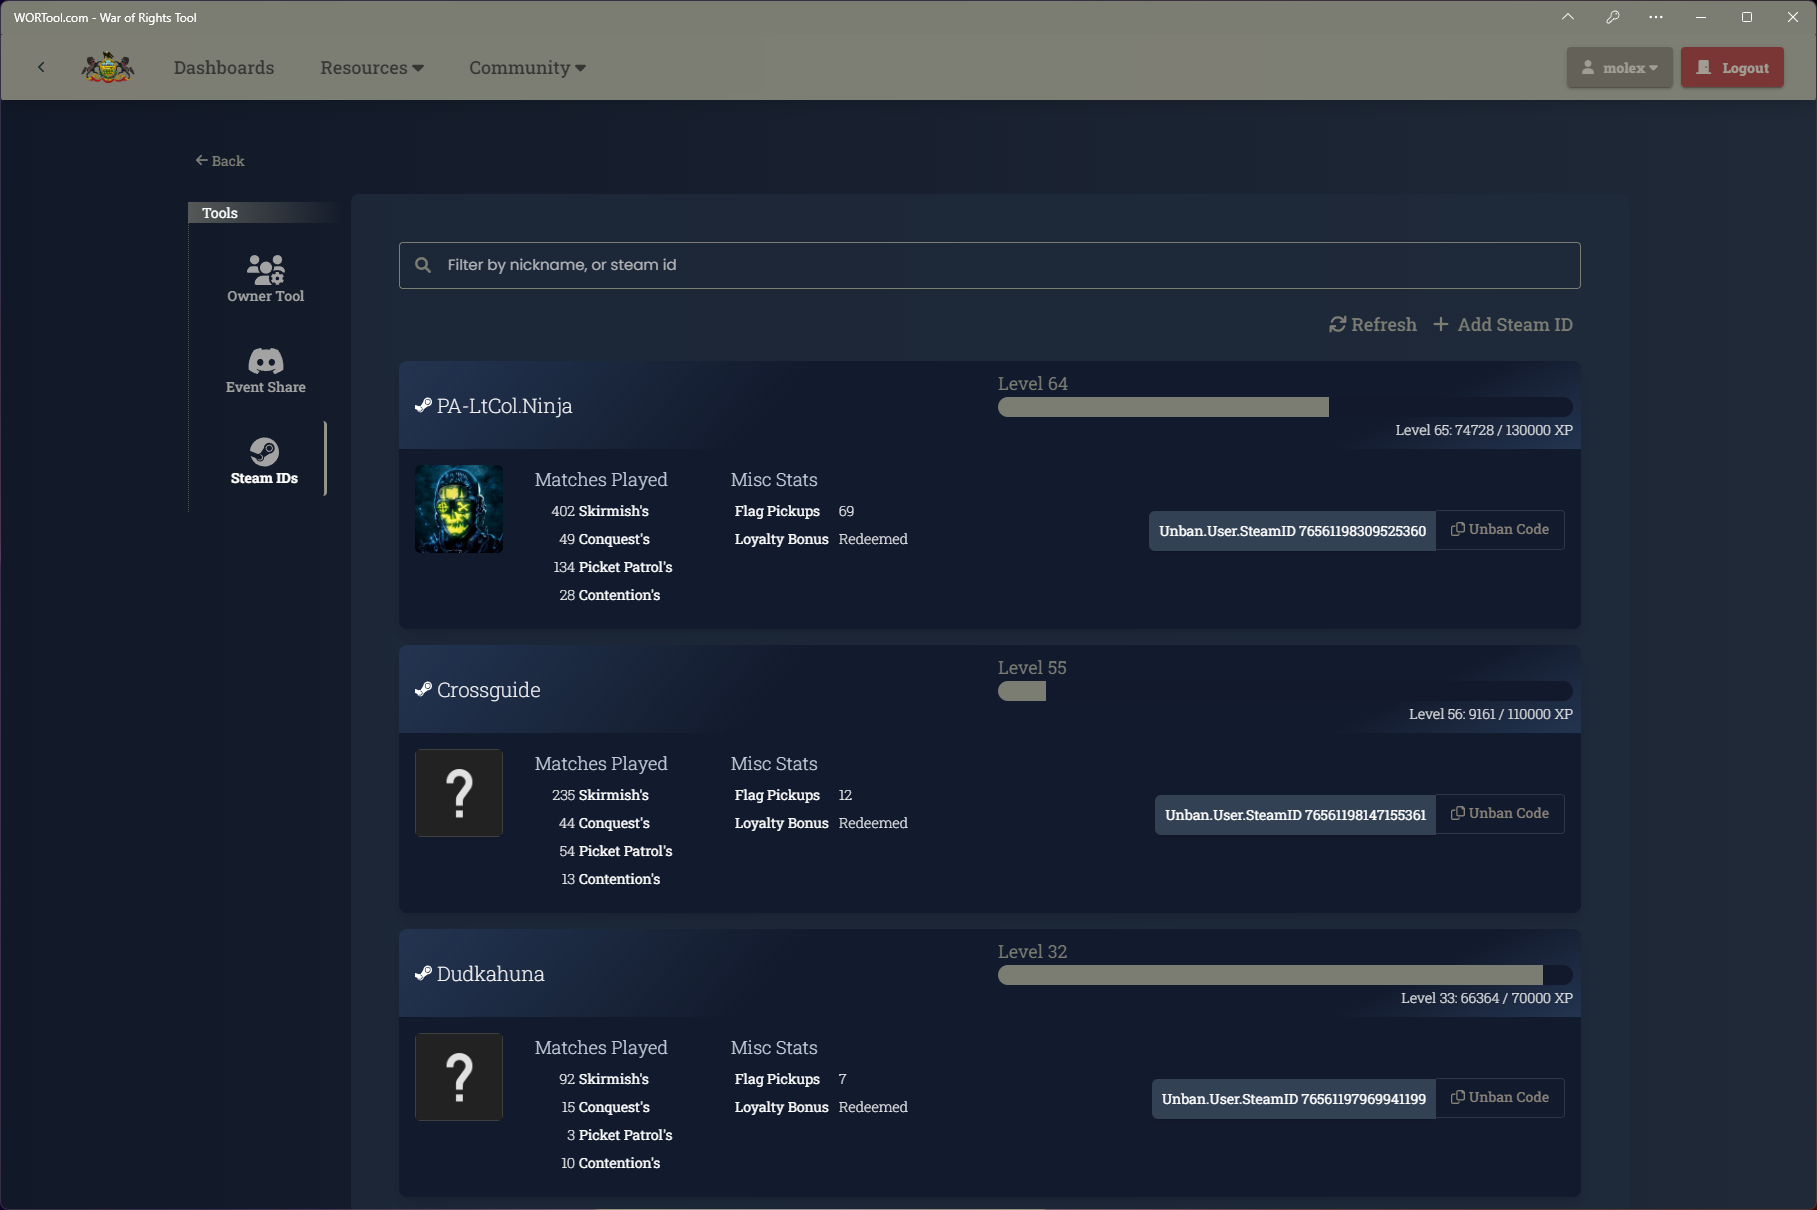 WORTool.com - War of Rights Tool
Dashboards
Resources
Community
molex
Logout
Back
Tools
Owner Tool
Event Share
Steam IDs
Filter by nickname, or steam id
Refresh
Add Steam ID
PA-LtCol.Ninja
Level 64
Level 65: 74728 / 130000 XP
Matches Played
402 Skirmish's
49 Conquest's
134 Picket Patrol's
28 Contention's
Misc Stats
Flag Pickups 69
Loyalty Bonus Redeemed
Unban.User.SteamID 76561198309525360
Unban Code
Crossguide
Level 55
Level 56: 9161 / 110000 XP
Matches Played
235 Skirmish's
44 Conquest's
54 Picket Patrol's
13 Contention's
Misc Stats
Flag Pickups 12
Loyalty Bonus Redeemed
Unban.User.SteamID 76561198147155361
Unban Code
Dudkahuna
Level 32
Level 33: 66364 / 70000 XP
?
?
Matches Played
92 Skirmish's
15 Conquest's
3 Picket Patrol's
10 Contention's
Misc Stats
Flag Pickups 7
Loyalty Bonus Redeemed
Unban.User.SteamID 76561197969941199
Unban Code